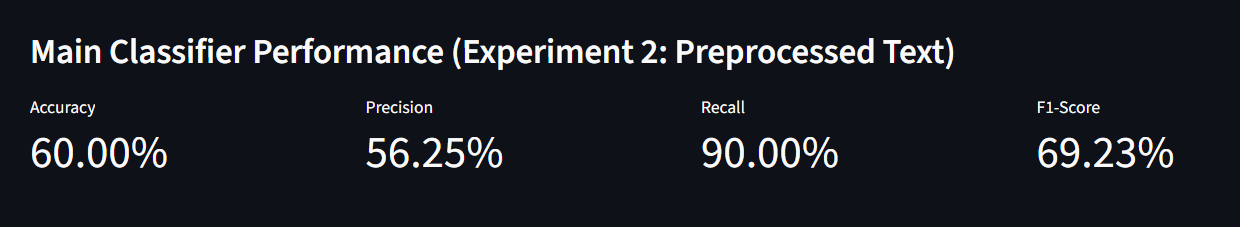 Main Classifier Performance (Experiment 2: Preprocessed Text)
Accuracy Precision Recall F1-Score
60.00% 56.25% 90.00% 69.23%